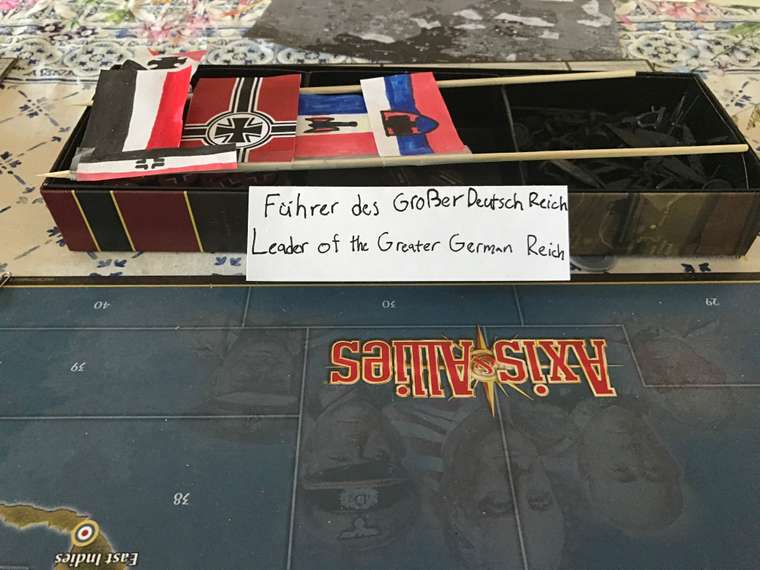 Führer des Großer Deutsch Reich
Leader of the Greater German Reich
40
30
29
39
Axis & Allies
38
East Indies